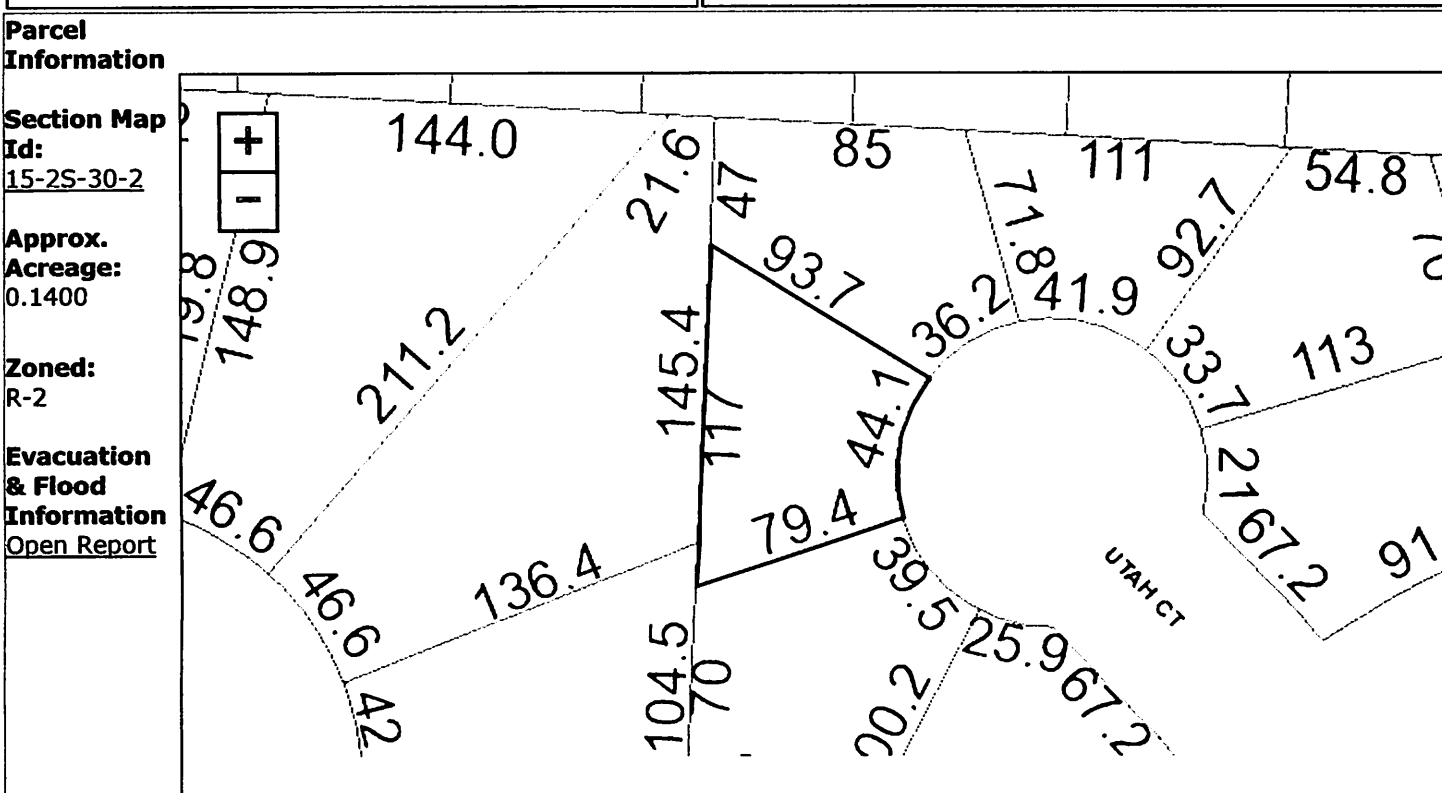 Parcel
Information
Section Map
Id:
15-2S-30-2
Approx.
Acreage:
0.1400
Zoned:
R-2
Evacuation
& Flood
Information
Open Report
+
−
144.0
21.6
47
85
111
54.8
148.9
93.7
71.8
92.7
36.2
41.9
211.2
145.4
117
44.1
33.7
113
46.6
79.4
21
67.2
91
46.6
136.4
39.5
UTAH CT
25.9
67.2
104.5
70
42